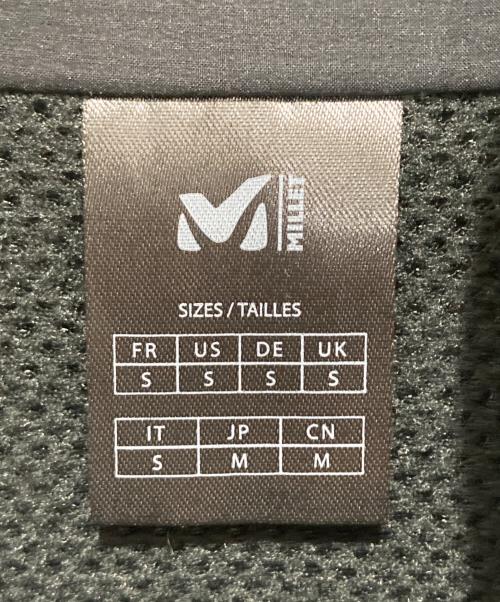 MILLET
SIZES / TAILLES
FR US DE UK
S S S S
IT JP CN
S M M